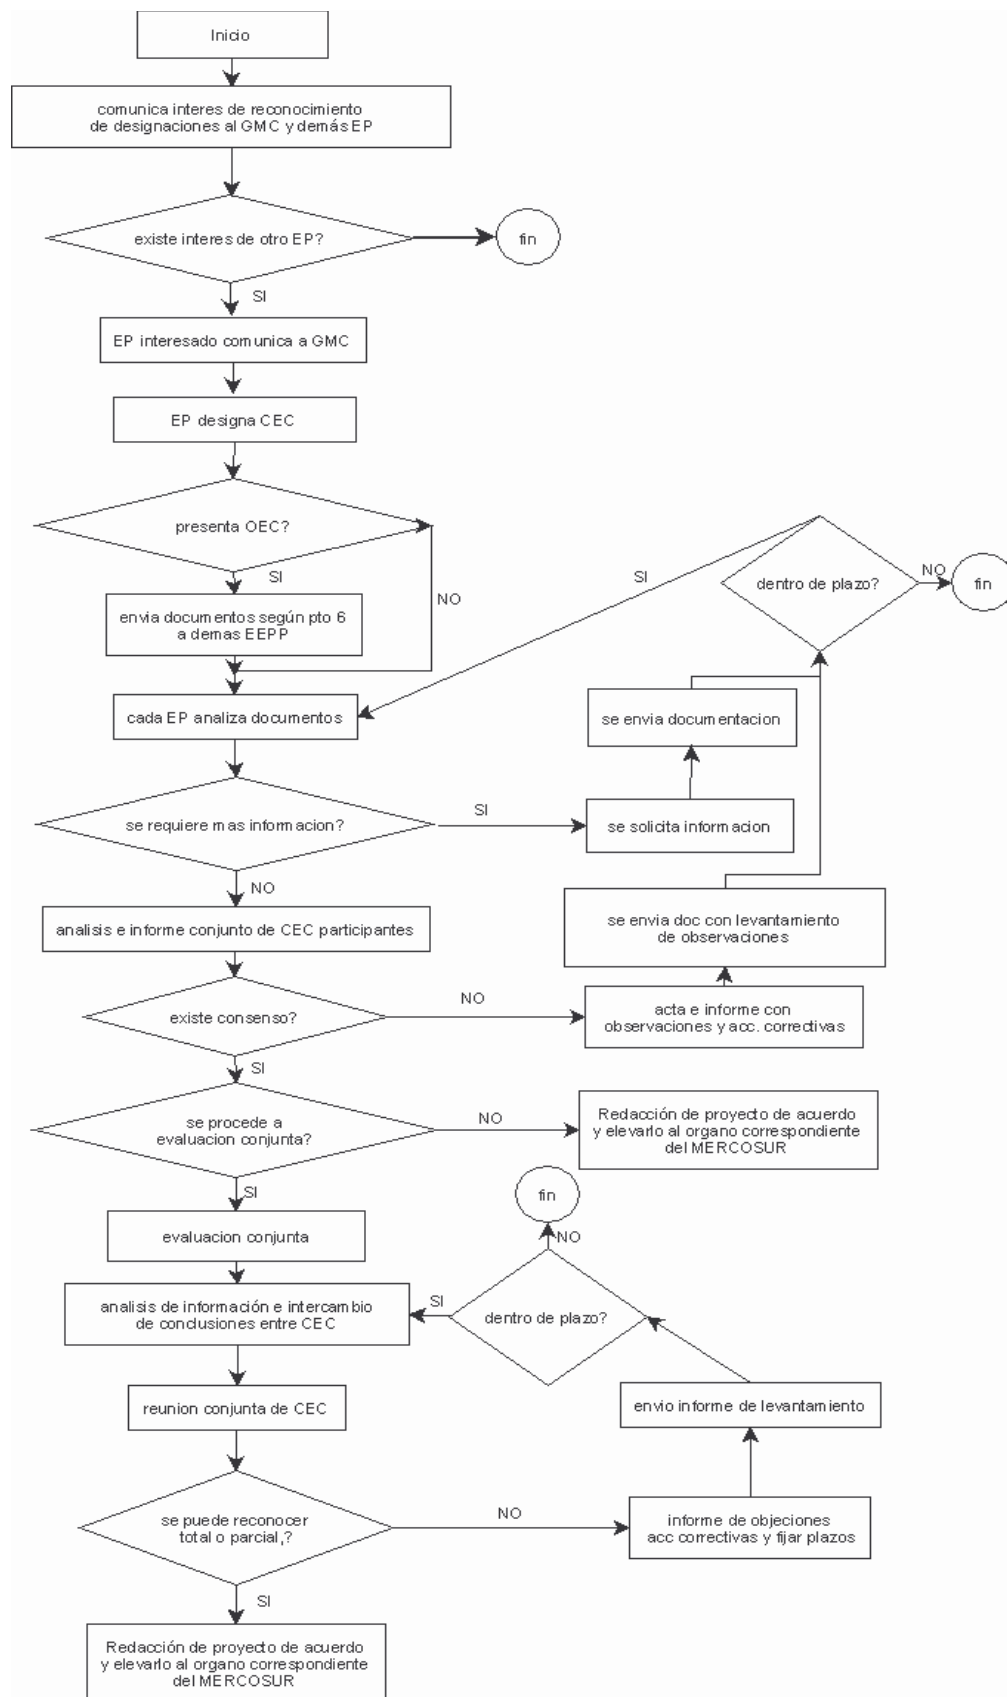 Inicio
comunica interes de reconocimiento
de designaciones al GMC y demás EP
existe interes de otro EP?
fin
SI
EP interesado comunica a GMC
EP designa CEC
presenta OEC?
SI
NO
envia documentos según pto 6
a demas EEPP
SI
dentro de plazo?
NO
fin
cada EP analiza documentos
se envia documentacion
se requiere mas informacion?
SI
se solicita informacion
NO
analisis e informe conjunto de CEC participantes
se envia doc con levantamiento
de observaciones
existe consenso?
NO
acta e informe con
observaciones y acc. correctivas
SI
se procede a
evaluacion conjunta?
NO
Redacción de proyecto de acuerdo
y elevarlo al organo correspondiente
del MERCOSUR
SI
fin
evaluacion conjunta
NO
analisis de información e intercambio
de conclusiones entre CEC
SI
dentro de plazo?
reunion conjunta de CEC
envio informe de levantamiento
se puede reconocer
total o parcial,?
NO
informe de objeciones
acc correctivas y fijar plazos
SI
Redacción de proyecto de acuerdo
y elevarlo al organo correspondiente
del MERCOSUR